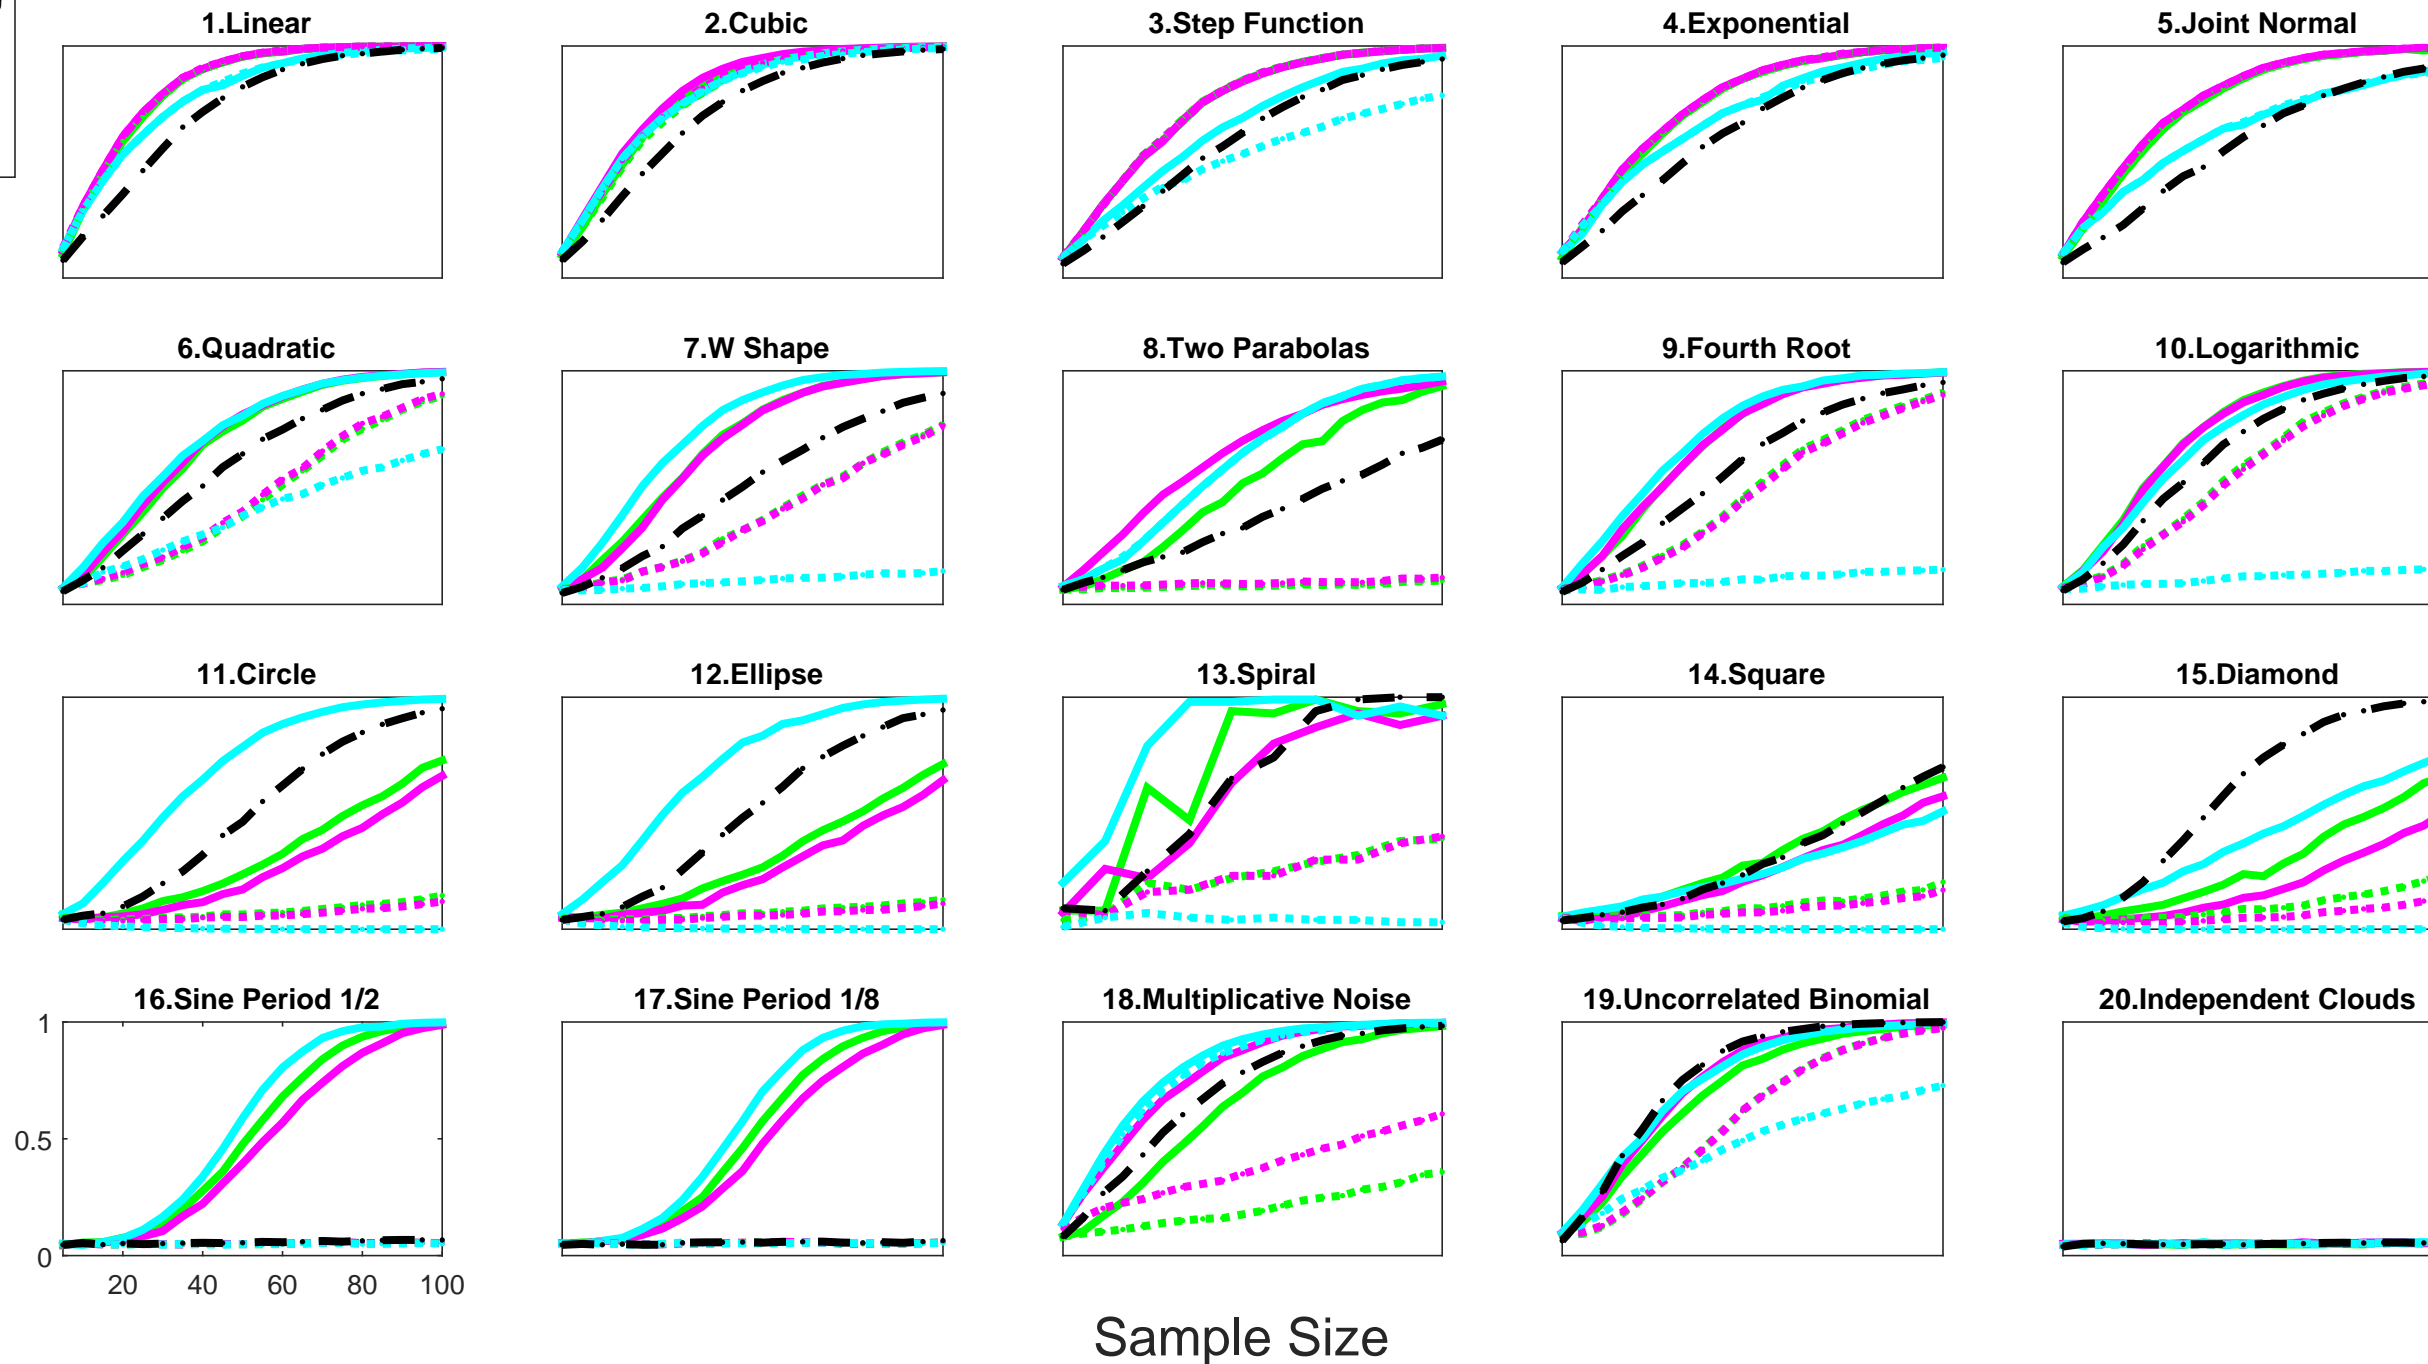 1.Linear
2.Cubic
3.Step Function
4.Exponential
5.Joint Normal
6.Quadratic
7.W Shape
8.Two Parabolas
9.Fourth Root
10.Logarithmic
11.Circle
12.Ellipse
13.Spiral
14.Square
15.Diamond
16.Sine Period 1/2
17.Sine Period 1/8
18.Multiplicative Noise
19.Uncorrelated Binomial
20.Independent Clouds
1
0.5
0
20 40 60 80 100
Sample Size